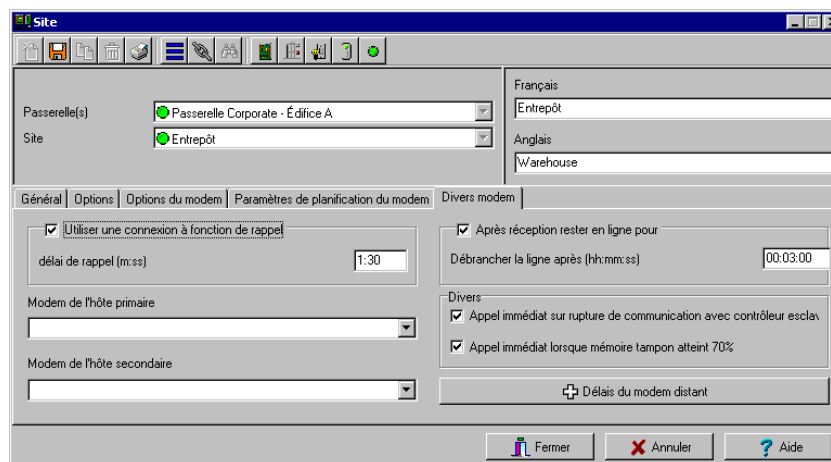 Site
Passerelle(s)
Passerelle Corporate - Édifice A
Site
Entrepôt
Français
Entrepôt
Anglais
Warehouse
Général
Options
Options du modem
Paramètres de planification du modem
Divers modem
Utiliser une connexion à fonction de rappel
délai de rappel (m:ss)
1:30
Modem de l'hôte primaire
Modem de l'hôte secondaire
Après réception rester en ligne pour
Débrancher la ligne après (hh:mm:ss)
00:03:00
Divers
Appel immédiat sur rupture de communication avec contrôleur
Appel immédiat lorsque mémoire tampon atteint 70%
Délais du modem distant
Fermer
Annuler
? Aide